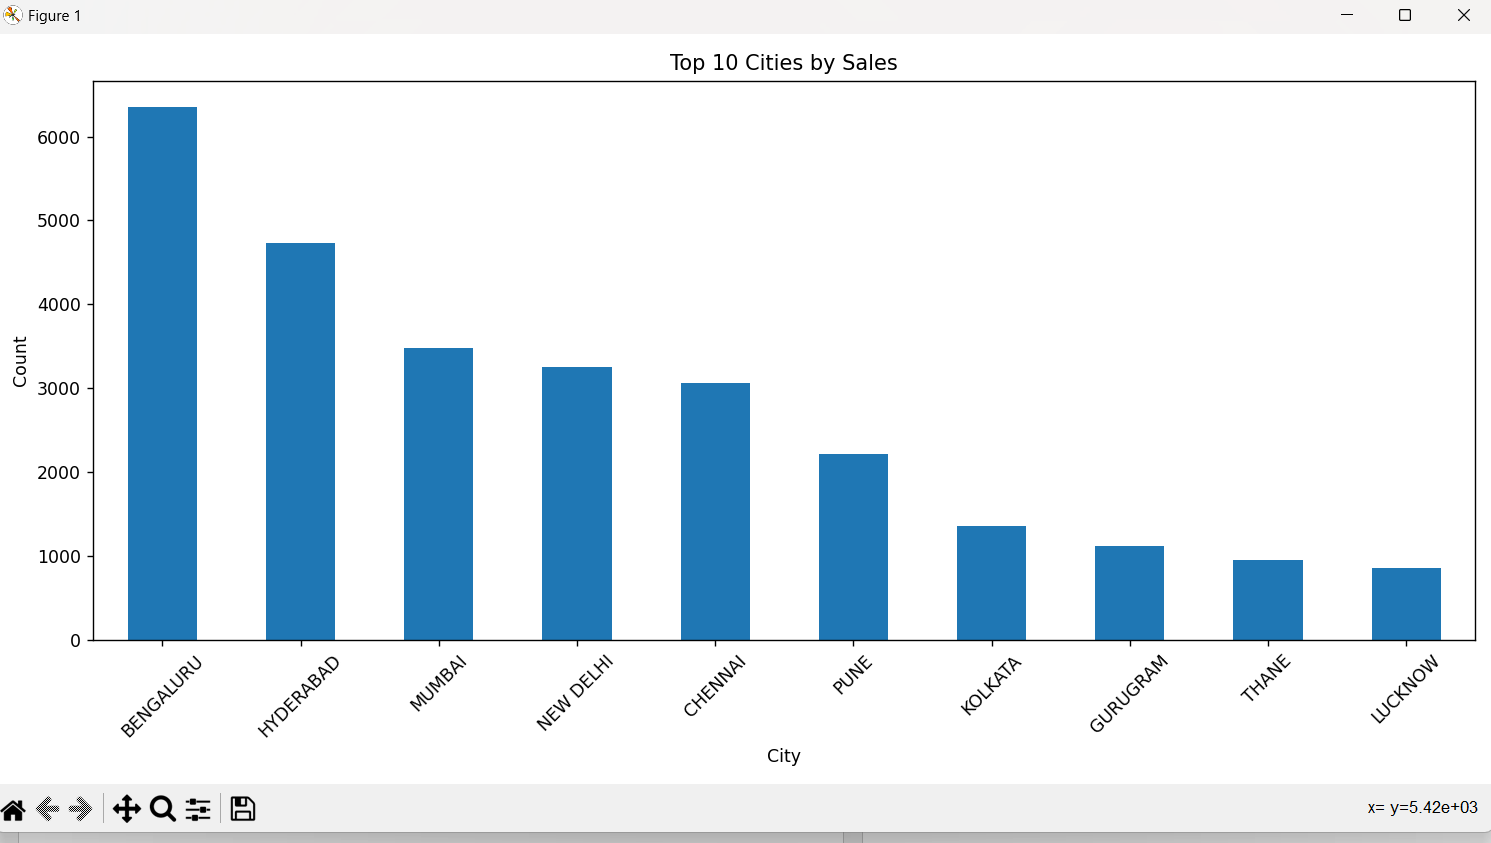 Figure 1
Top 10 Cities by Sales
6000
5000
4000
3000
2000
1000
0
Count
BENGALURU
HYDERABAD
MUMBAI
NEW DELHI
CHENNAI
PUNE
KOLKATA
GURUGRAM
THANE
LUCKNOW
City
x= y=5.42e+03